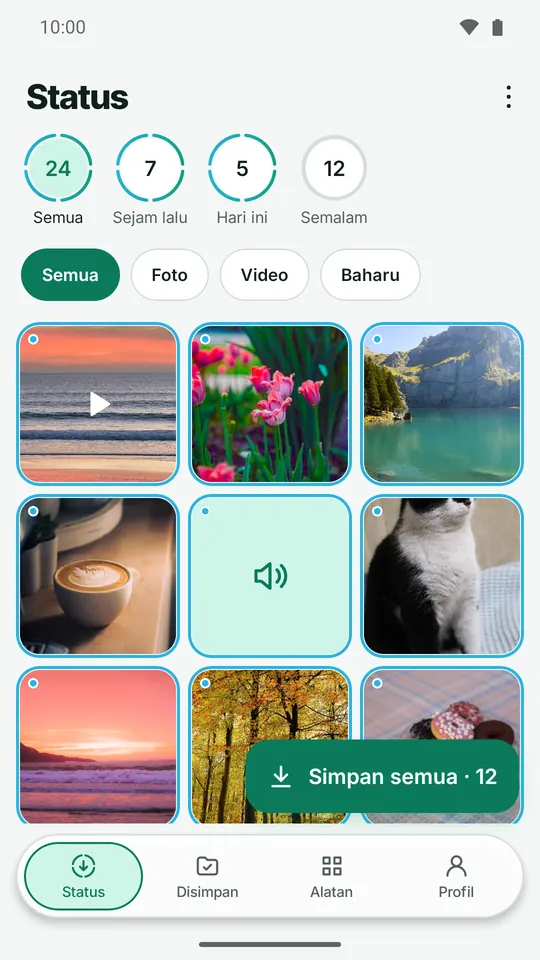 10:00
Status
24
7
5
12
Semua
Sejam lalu
Hari ini
Semalam
Semua
Foto
Video
Baharu
Simpan semua · 12
Status
Disimpan
Alatan
Profil